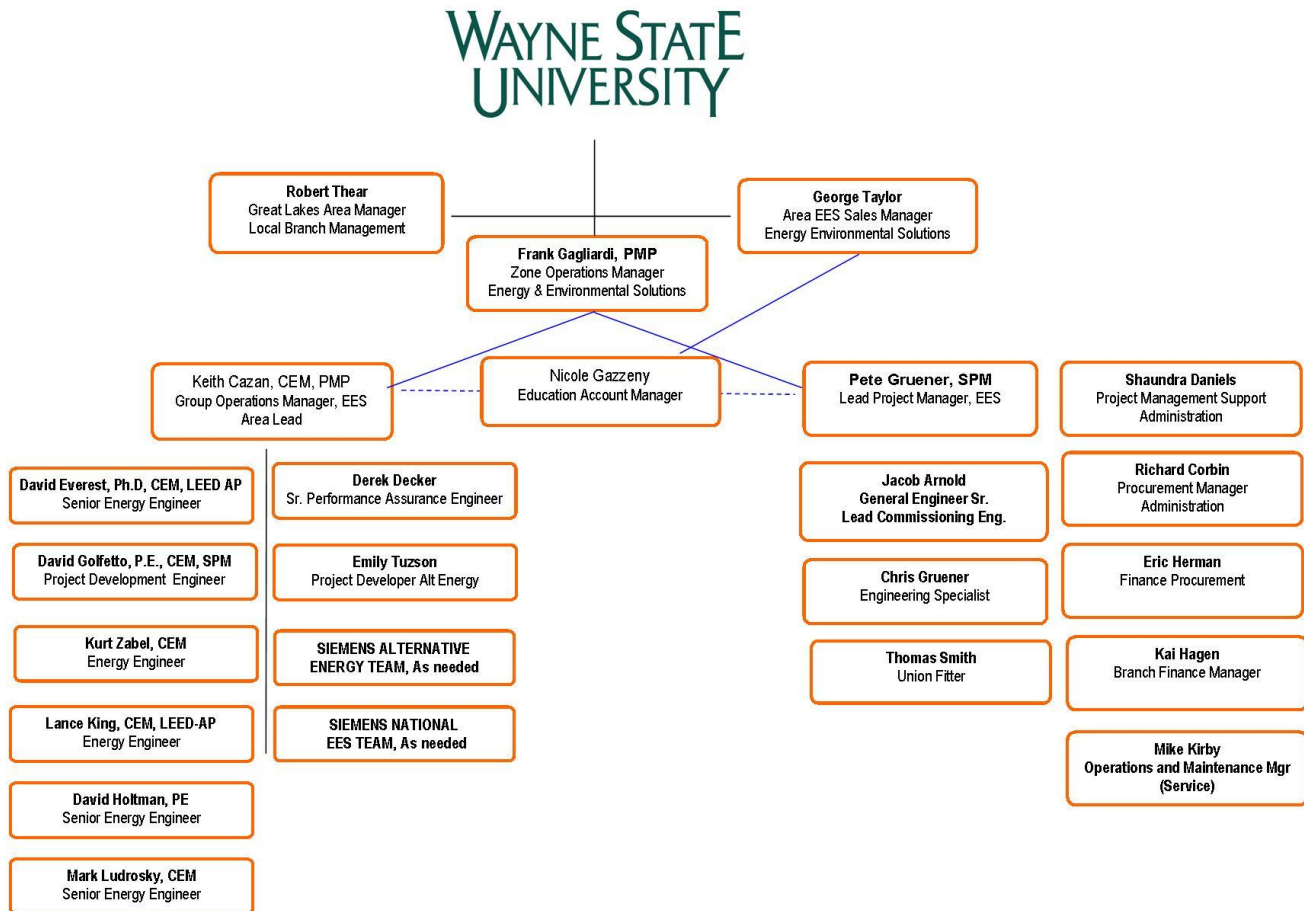 WAYNE STATE
UNIVERSITY
Robert Thear
Great Lakes Area Manager
Local Branch Management
George Taylor
Area EES Sales Manager
Energy Environmental Solutions
Frank Gagliardi, PMP
Zone Operations Manager
Energy & Environmental Solutions
Keith Cazan, CEM, PMP
Group Operations Manager, EES
Area Lead
Nicole Gazzeny
Education Account Manager
Pete Gruener, SPM
Lead Project Manager, EES
Shaundra Daniels
Project Management Support
Administration
David Everest, Ph.D, CEM, LEED AP
Senior Energy Engineer
Derek Decker
Sr. Performance Assurance Engineer
Jacob Arnold
General Engineer Sr.
Lead Commissioning Eng.
Richard Corbin
Procurement Manager
Administration
David Golfetto, P.E., CEM, SPM
Project Development Engineer
Emily Tuzson
Project Developer Alt Energy
Chris Gruener
Engineering Specialist
Eric Herman
Finance Procurement
Kurt Zabel, CEM
Energy Engineer
SIEMENS ALTERNATIVE
ENERGY TEAM, As needed
Thomas Smith
Union Fitter
Kai Hagen
Branch Finance Manager
Lance King, CEM, LEED-AP
Energy Engineer
SIEMENS NATIONAL
EES TEAM, As needed
Mike Kirby
Operations and Maintenance Mgr
(Service)
David Holtman, PE
Senior Energy Engineer
Mark Ludrosky, CEM
Senior Energy Engineer